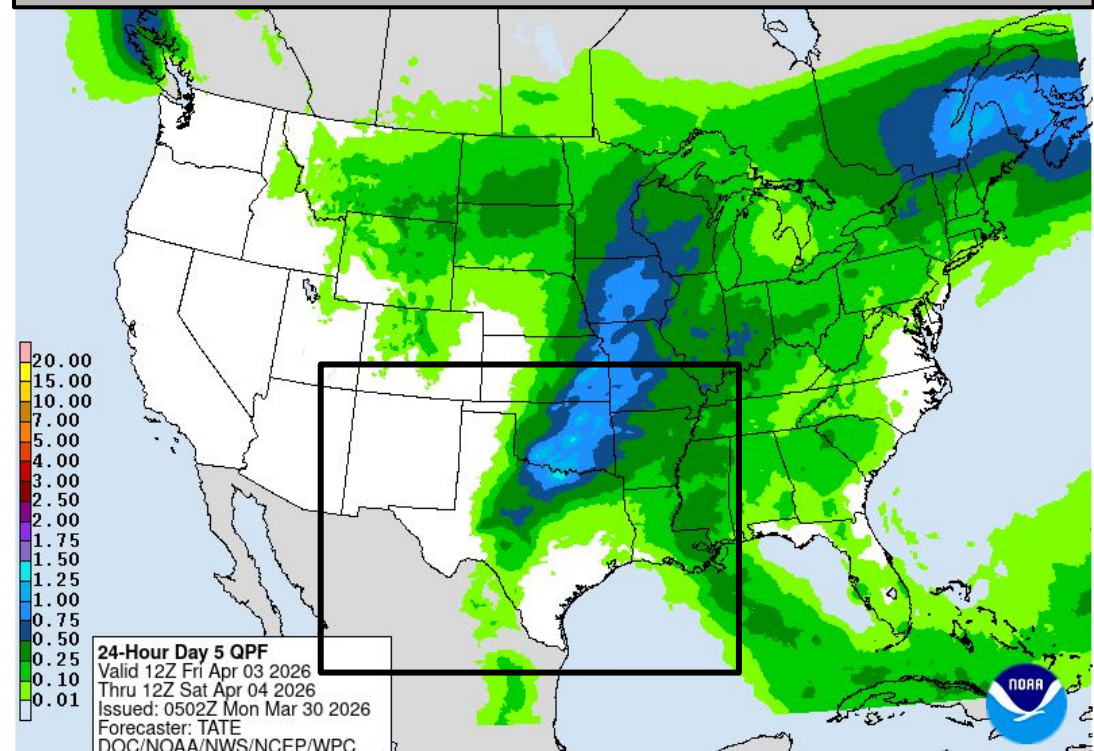 20.00
15.00
10.00
7.00
5.00
4.00
3.00
2.50
2.00
1.75
1.50
1.25
1.00
0.75
0.50
0.25
0.10
0.01
24-Hour Day 5 QPF
Valid 12Z Fri Apr 03 2026
Thru 12Z Sat Apr 04 2026
Issued: 0502Z Mon Mar 30 2026
Forecaster: TATE
DOC/NOAA/NWS/NCEP/WPC
NOAA